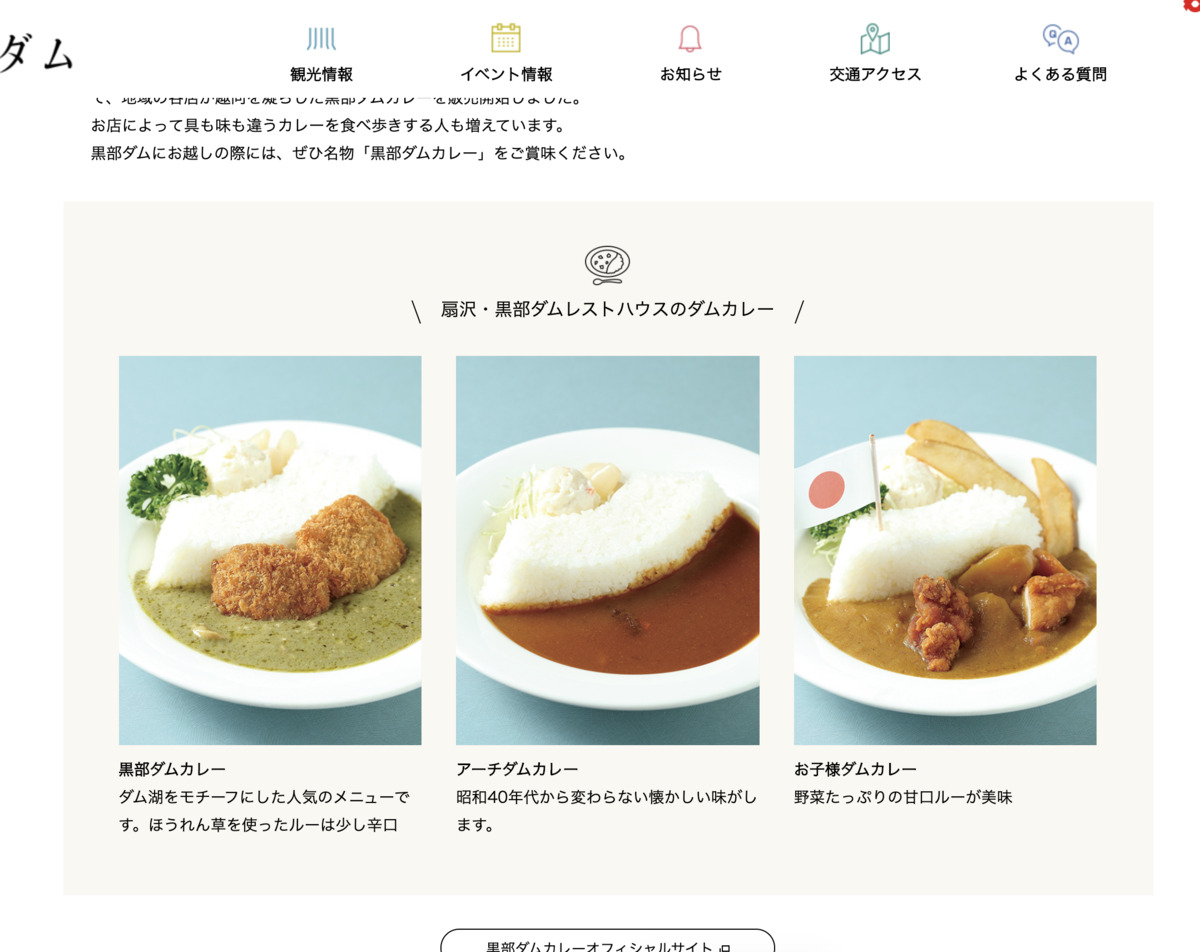 ダム
観光情報
イベント情報
お知らせ
交通アクセス
Q A
よくある質問
て、地域の各店が趣向を凝らした黒部ダムカレーを販売開始しました。
お店によって具も味も違うカレーを食べ歩きする人も増えています。
黒部ダムにお越しの際には、ぜひ名物「黒部ダムカレー」をご賞味ください。
扇沢・黒部ダムレストハウスのダムカレー
黒部ダムカレー
ダム湖をモチーフにした人気のメニューで
す。ほうれん草を使ったルーは少し辛口
アーチダムカレー
昭和40年代から変わらない懐かしい味がし
ます。
お子様ダムカレー
野菜たっぷりの甘口ルーが美味
黒部ダムカレーオフィシャルサイト